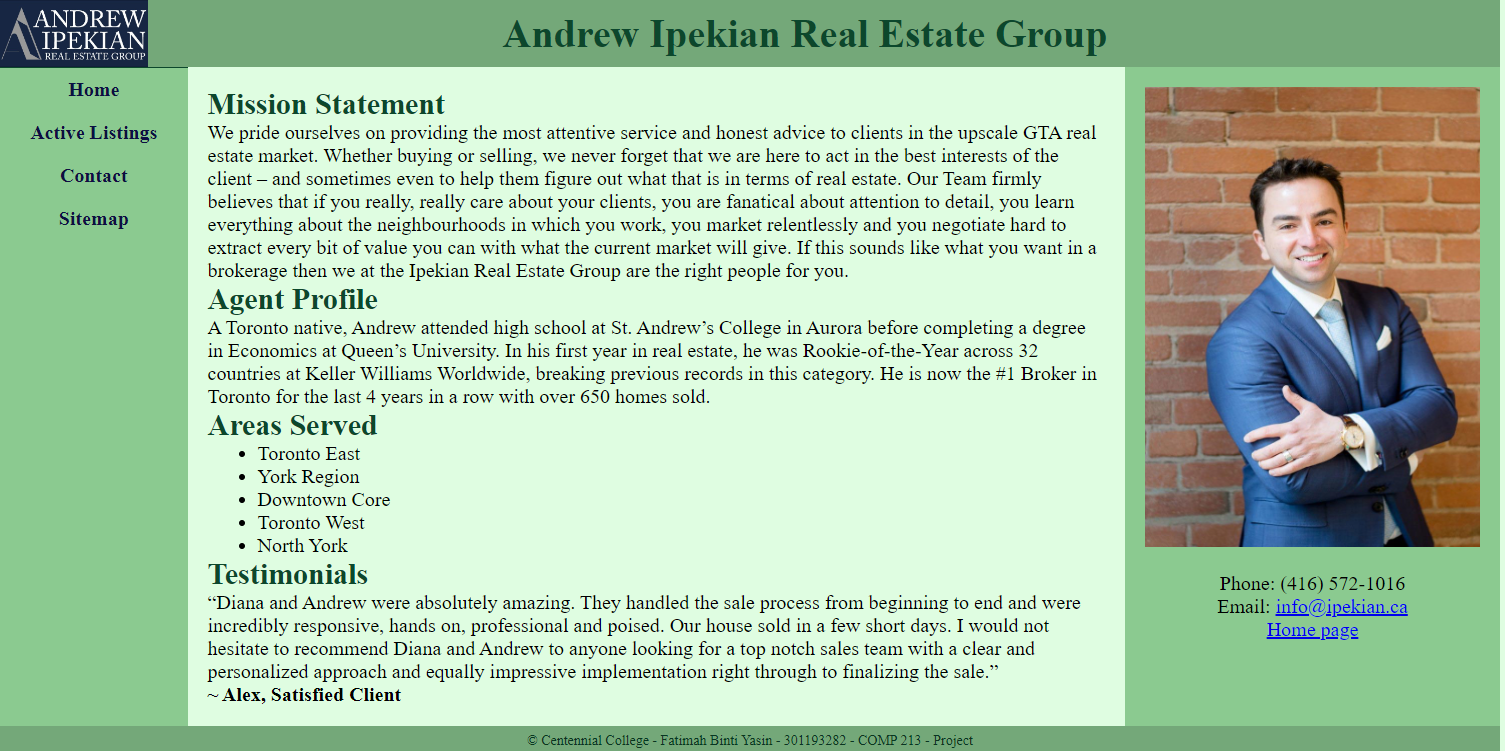 ANDREW
IPEKIAN
REAL ESTATE GROUP
Andrew Ipekian Real Estate Group
Home
Active Listings
Contact
Sitemap
Mission Statement
We pride ourselves on providing the most attentive service and honest advice to clients in the upscale GTA real
estate market. Whether buying or selling, we never forget that we are here to act in the best interests of the
client – and sometimes even to help them figure out what that is in terms of real estate. Our Team firmly
believes that if you really, really care about your clients, you are fanatical about attention to detail, you learn
everything about the neighbourhoods in which you work, you market relentlessly and you negotiate hard to
extract every bit of value you can with what the current market will give. If this sounds like what you want in a
brokerage then we at the Ipekian Real Estate Group are the right people for you.
Agent Profile
A Toronto native, Andrew attended high school at St. Andrew’s College in Aurora before completing a degree
in Economics at Queen’s University. In his first year in real estate, he was Rookie-of-the-Year across 32
countries at Keller Williams Worldwide, breaking previous records in this category. He is now the #1 Broker in
Toronto for the last 4 years in a row with over 650 homes sold.
Areas Served
• Toronto East
• York Region
• Downtown Core
• Toronto West
• North York
Testimonials
“Diana and Andrew were absolutely amazing. They handled the sale process from beginning to end and were
incredibly responsive, hands on, professional and poised. Our house sold in a few short days. I would not
hesitate to recommend Diana and Andrew to anyone looking for a top notch sales team with a clear and
personalized approach and equally impressive implementation right through to finalizing the sale.”
~ Alex, Satisfied Client
Phone: (416) 572-1016
Email: info@ipekian.ca
Home page
© Centennial College - Fatimah Binti Yasin - 301193282 - COMP 213 - Project